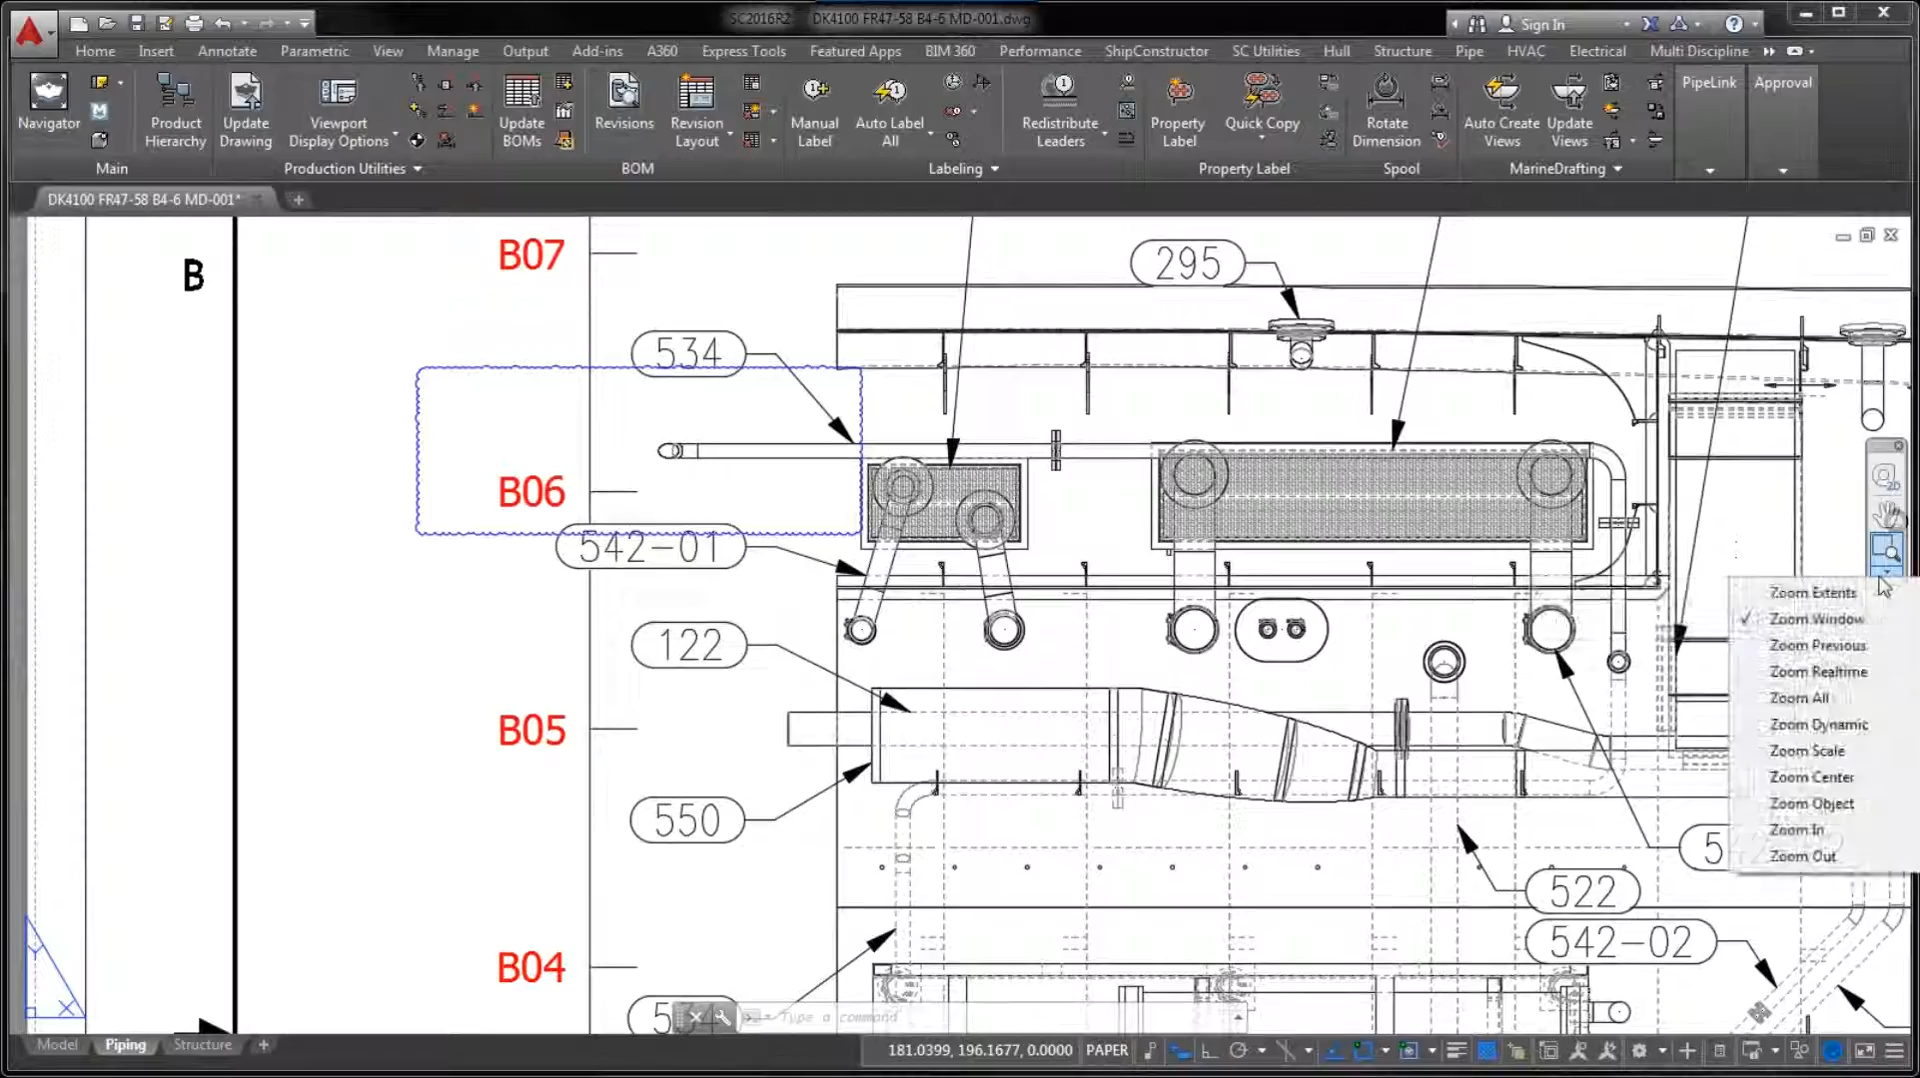 SC2016R2 DK4100 FR47-58 B4-6 MD-001.dwg
Sign In
Home Insert Annotate Parametric View Manage Output Add-ins A360 Express Tools Featured Apps BIM 360 Performance ShipConstructor SC Utilities Hull Structure Pipe HVAC Electrical Multi Discipline
Navigator
Product Hierarchy
Update Drawing
Viewport Display Options
Update BOMs
Revisions
Revision Layout
Manual Label
Auto Label All
Redistribute Leaders
Property Label
Quick Copy
Rotate Dimension
Auto Create Views
Update Views
PipeLink
Approval
Main Production Utilities BOM Labeling Property Label Spool MarineDrafting
DK4100 FR47-58 B4-6 MD-001*
B
B07
295
534
B06
542-01
122
B05
550
522
542-02
B04
2D
Zoom Extents
Zoom Window
Zoom Previous
Zoom Realtime
Zoom All
Zoom Dynamic
Zoom Scale
Zoom Center
Zoom Object
Zoom In
Zoom Out
Y
X
Type a command
Model Piping Structure
181.0399, 196.1677, 0.0000 PAPER